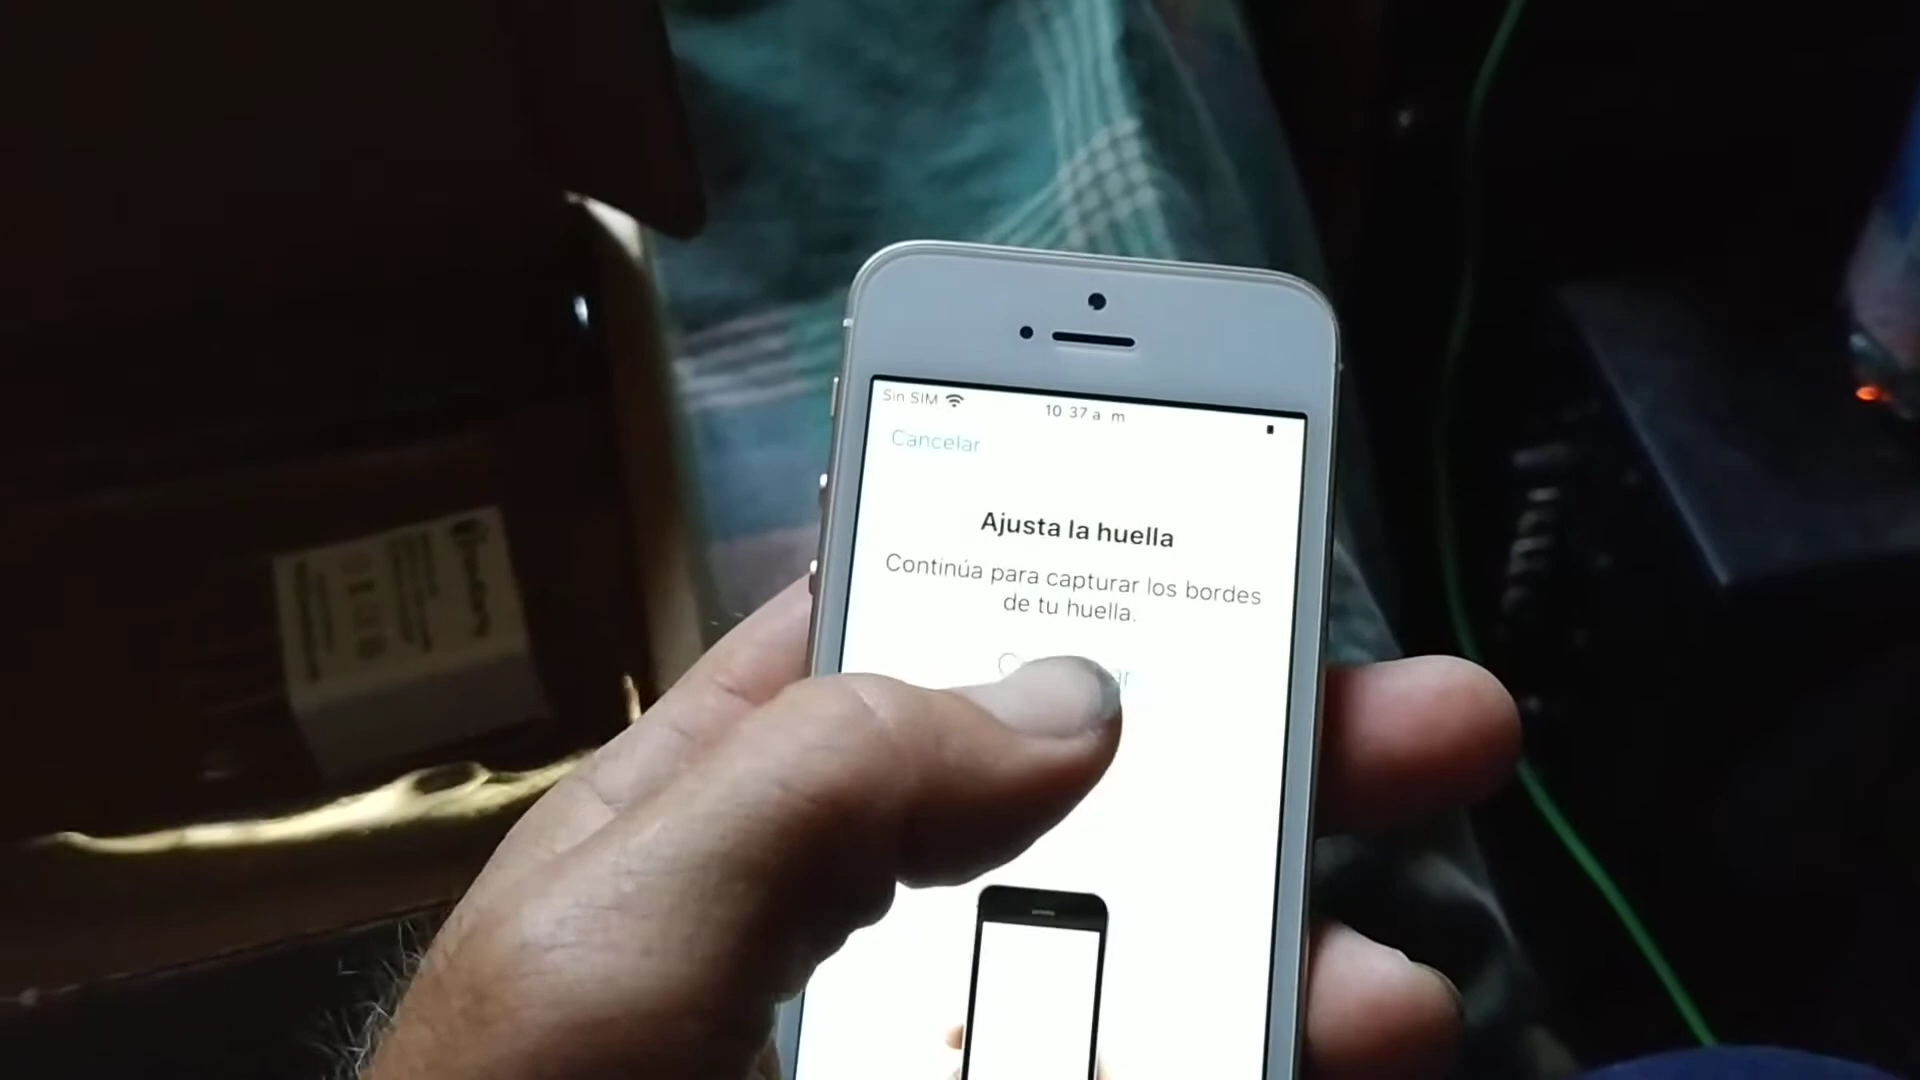 Sin SIM
10 37 a m
Cancelar
Ajusta la huella
Continúa para capturar los bordes
de tu huella.